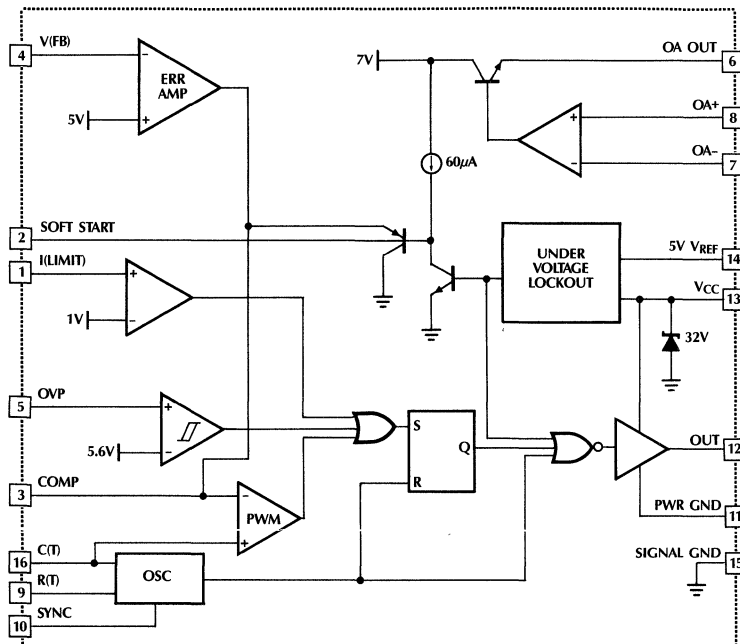 4 V(FB)
ERR
AMP
5V
7V
OA OUT 6
OA+ 8
OA– 7
60µA
2 SOFT START
1 I(LIMIT)
1V
UNDER
VOLTAGE
LOCKOUT
5V VREF 14
VCC 13
32V
5 OVP
5.6V
S
Q
R
OUT 12
3 COMP
PWM
PWR GND 11
16 C(T)
9 R(T)
10 SYNC
OSC
SIGNAL GND 15